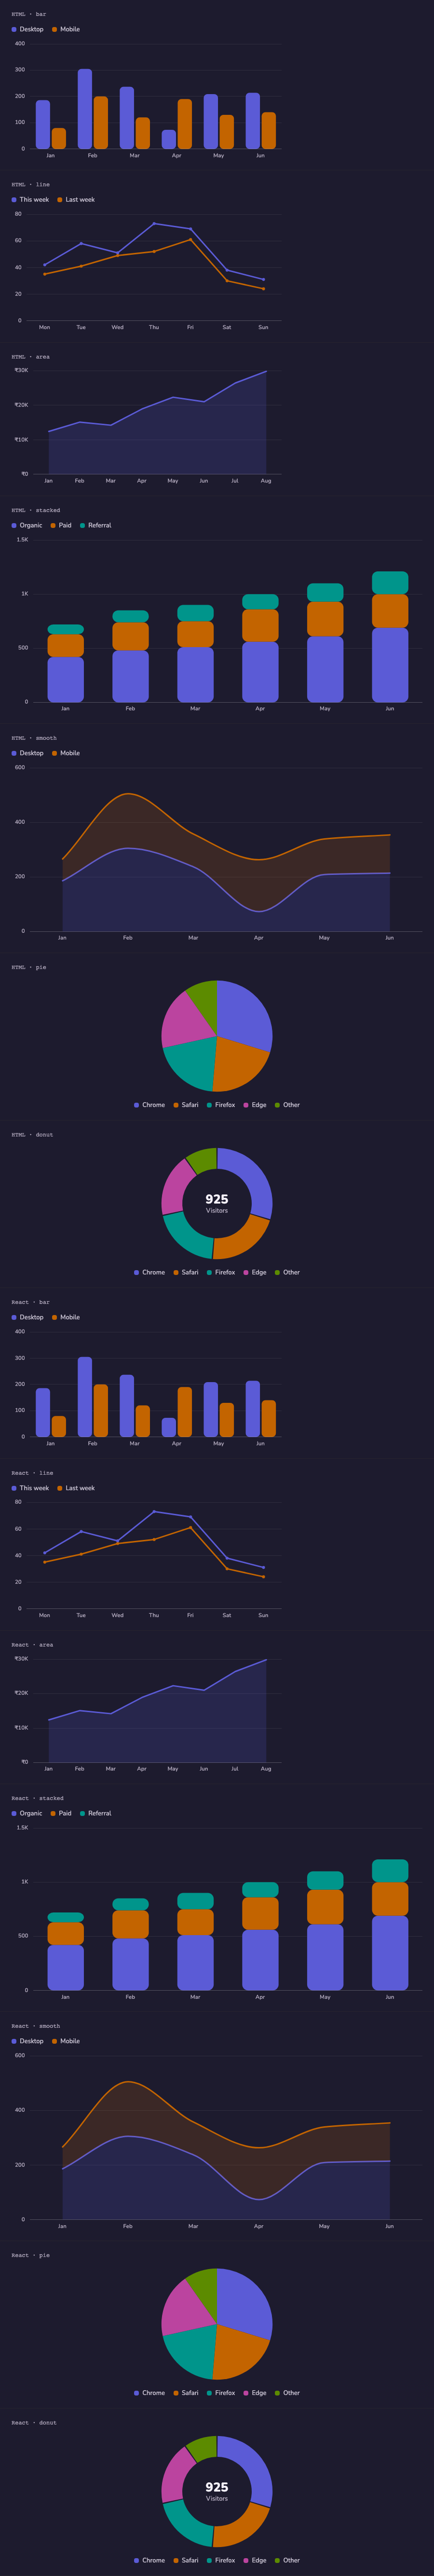 HTML · bar
Desktop Mobile
400
300
200
100
0
Jan Feb Mar Apr May Jun
HTML · line
This week Last week
80
60
40
20
0
Mon Tue Wed Thu Fri Sat Sun
HTML · area
₹30K
₹20K
₹10K
₹0
Jan Feb Mar Apr May Jun Jul Aug
HTML · stacked
Organic Paid Referral
1.5K
1K
500
0
Jan Feb Mar Apr May Jun
HTML · smooth
Desktop Mobile
600
400
200
0
Jan Feb Mar Apr May Jun
HTML · pie
Chrome Safari Firefox Edge Other
HTML · donut
925
Visitors
Chrome Safari Firefox Edge Other
React · bar
Desktop Mobile
400
300
200
100
0
Jan Feb Mar Apr May Jun
React · line
This week Last week
80
60
40
20
0
Mon Tue Wed Thu Fri Sat Sun
React · area
₹30K
₹20K
₹10K
₹0
Jan Feb Mar Apr May Jun Jul Aug
React · stacked
Organic Paid Referral
1.5K
1K
500
0
Jan Feb Mar Apr May Jun
React · smooth
Desktop Mobile
600
400
200
0
Jan Feb Mar Apr May Jun
React · pie
Chrome Safari Firefox Edge Other
React · donut
925
Visitors
Chrome Safari Firefox Edge Other